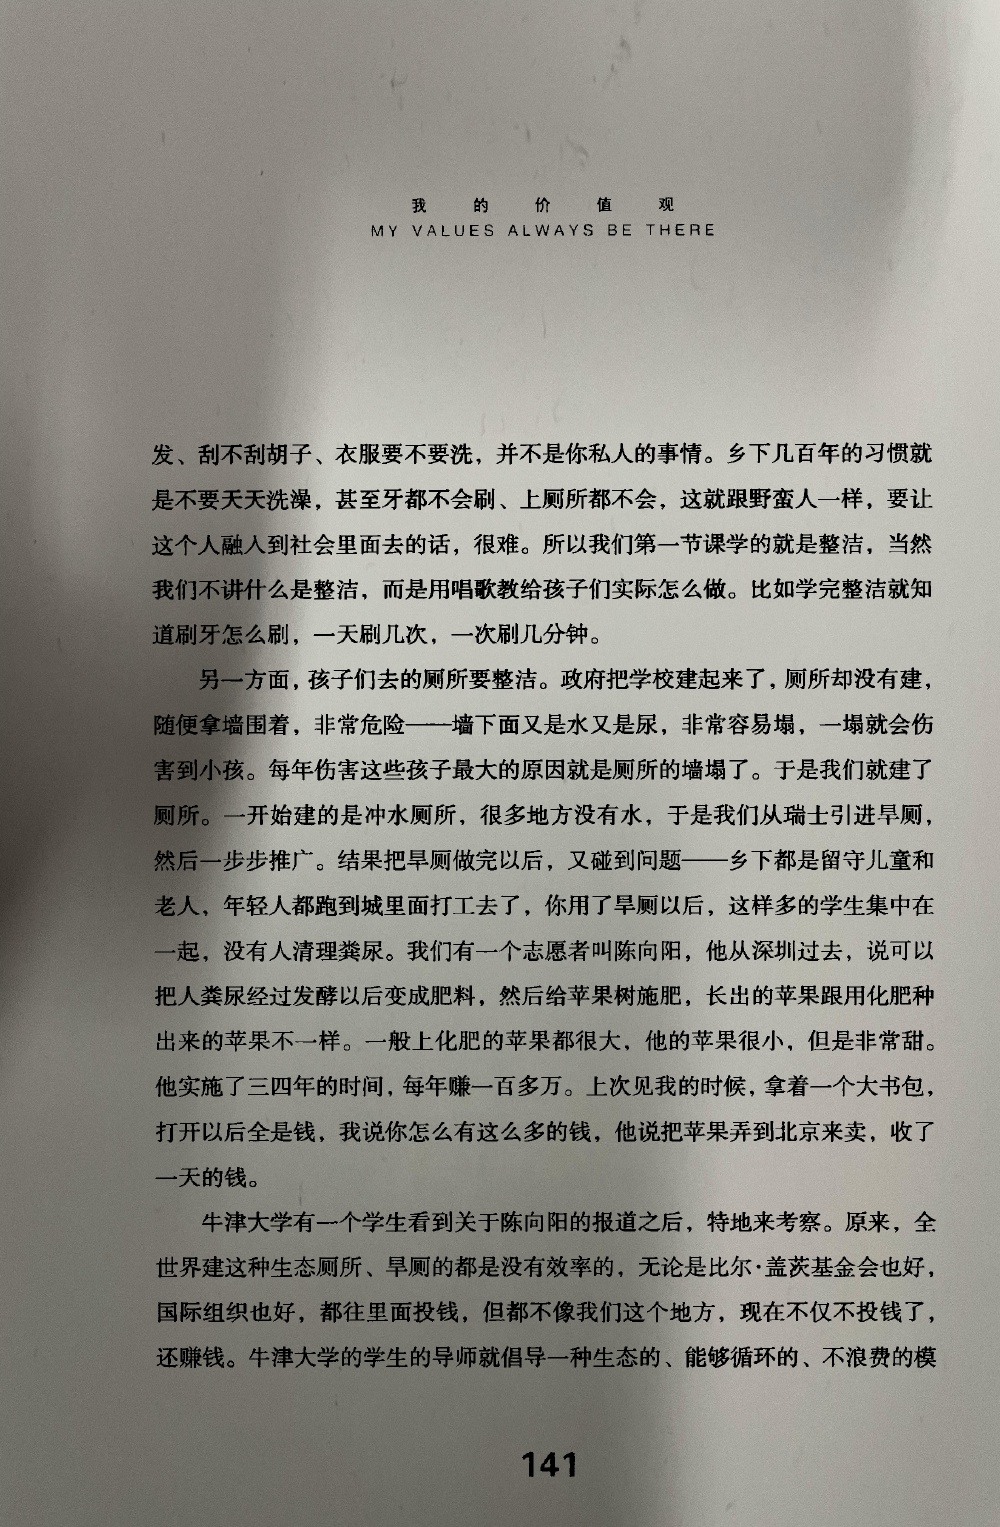 我的价值观
MY VALUES ALWAYS BE THERE
发、刮不刮胡子、衣服要不要洗，并不是你私人的事情。乡下几百年的习惯就
是不要天天洗澡，甚至牙都不会刷、上厕所都不会，这就跟野蛮人一样，要让
这个人融入到社会里面去的话，很难。所以我们第一节课学的就是整洁，当然
我们不讲什么是整洁，而是用唱歌教给孩子们实际怎么做。比如学完整洁就知
道刷牙怎么刷，一天刷几次，一次刷几分钟。
另一方面，孩子们去的厕所要整洁。政府把学校建起来了，厕所却没有建，
随便拿墙围着，非常危险——墙下面又是水又是尿，非常容易塌，一塌就会伤
害到小孩。每年伤害这些孩子最大的原因就是厕所的墙塌了。于是我们就建了
厕所。一开始建的是冲水厕所，很多地方没有水，于是我们从瑞士引进旱厕，
然后一步步推广。结果把旱厕做完以后，又碰到问题——乡下都是留守儿童和
老人，年轻人都跑到城里面打工去了，你用了旱厕以后，这样多的学生集中在
一起，没有人清理粪尿。我们有一个志愿者叫陈向阳，他从深圳过去，说可以
把人粪尿经过发酵以后变成肥料，然后给苹果树施肥，长出的苹果跟用化肥种
出来的苹果不一样。一般上化肥的苹果都很大，他的苹果很小，但是非常甜。
他实施了三四年的时间，每年赚一百多万。上次见我的时候，拿着一个大书包，
打开以后全是钱，我说你怎么有这么多的钱，他说把苹果弄到北京来卖，收了
一天的钱。
牛津大学有一个学生看到关于陈向阳的报道之后，特地来考察。原来，全
世界建这种生态厕所、旱厕的都是没有效率的，无论是比尔·盖茨基金会也好，
国际组织也好，都往里面投钱，但都不像我们这个地方，现在不仅不投钱了，
还赚钱。牛津大学的学生的导师就倡导一种生态的、能够循环的、不浪费的模
141